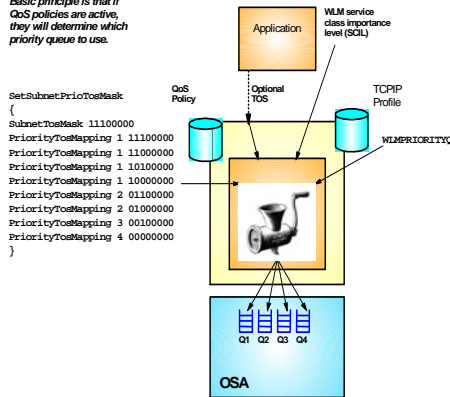 Basic principle is that if
QoS policies are active,
they will determine which
priority queue to use.
Application
WLM service
class importance
level (SCIL)
QoS
Policy
Optional
TOS
TCPIP
Profile
WLMPRIORITYQ
SetSubnetPrioTosMask
{
SubnetTosMask 11100000
PriorityTosMapping 1 11100000
PriorityTosMapping 1 11000000
PriorityTosMapping 1 10100000
PriorityTosMapping 1 10000000
PriorityTosMapping 2 01100000
PriorityTosMapping 2 01000000
PriorityTosMapping 3 00100000
PriorityTosMapping 4 00000000
}
Q1 Q2 Q3 Q4
OSA